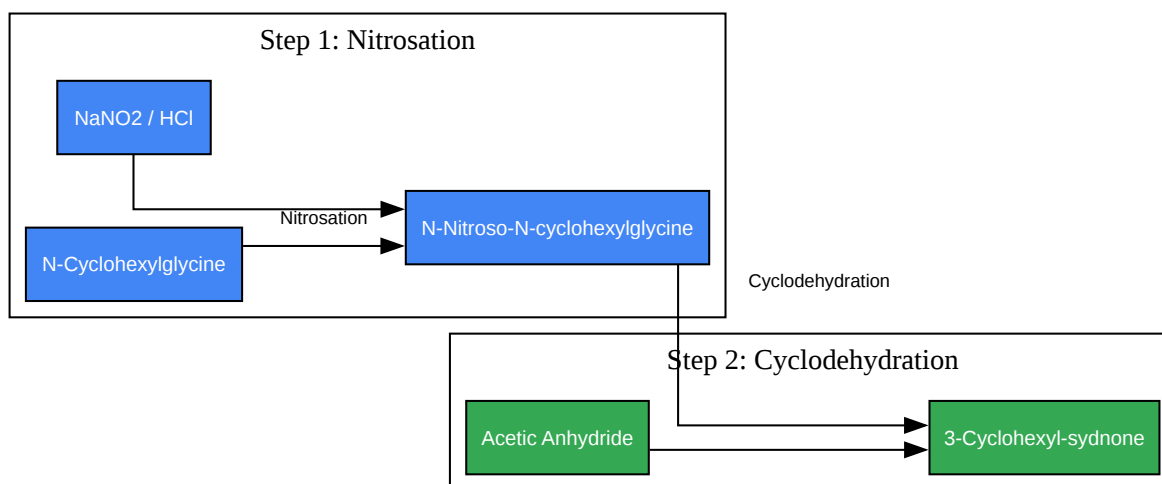 Step 1: Nitrosation
NaNO2 / HCl
Nitrosation
N-Nitroso-N-cyclohexylglycine
N-Cyclohexylglycine
Cyclodehydration
Step 2: Cyclodehydration
Acetic Anhydride
3-Cyclohexyl-sydnone